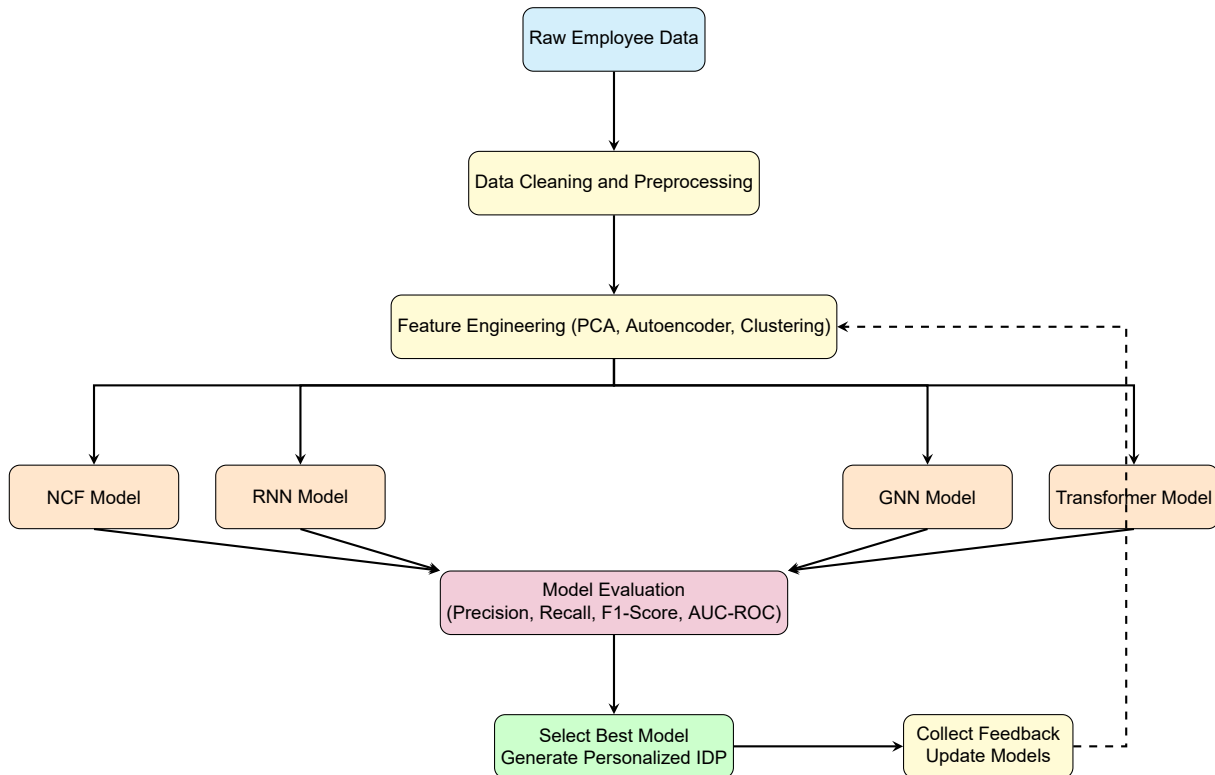 Raw Employee Data
Data Cleaning and Preprocessing
Feature Engineering (PCA, Autoencoder, Clustering)
NCF Model
RNN Model
GNN Model
Transformer Model
Model Evaluation
(Precision, Recall, F1-Score, AUC-ROC)
Select Best Model
Generate Personalized IDP
Collect Feedback
Update Models